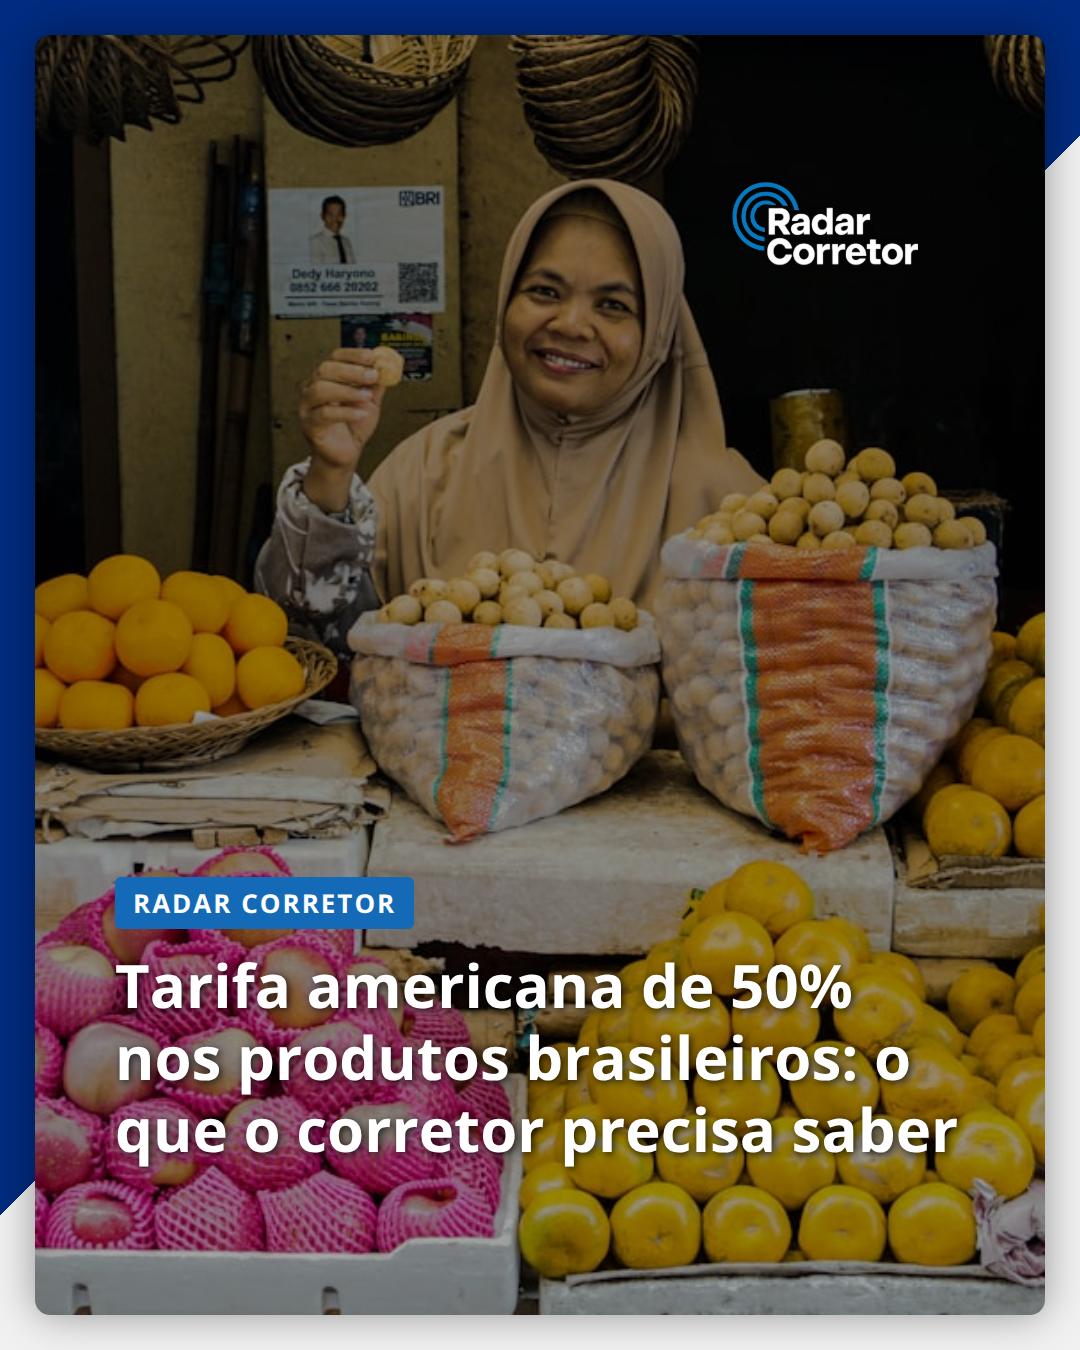 BRI
Radar
Corretor
Dedy Haryono
0852 666 20202
RADAR CORRETOR
Tarifa americana de 50%
nos produtos brasileiros: o
que o corretor precisa saber